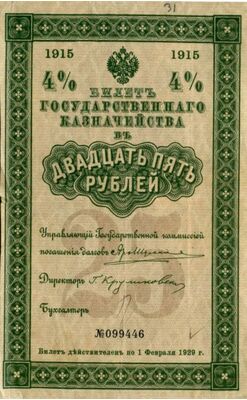 31
1915 1915
4% 4%
БИЛЕТЪ
ГОСУДАРСТВЕННАГО
КАЗНАЧЕЙСТВА
ВЪ
ДВАДЦАТЬ ПЯТЬ
РУБЛЕЙ
Управляющій Государственной коммиссіей
погашенія долговъ
Директоръ
Бухгалтеръ
№099446
Билетъ дѣйствителенъ по 1 Февраля 1929 г.